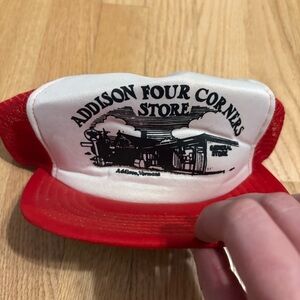 ADDISON FOUR CORNERS
STORE
Addison, Vermont